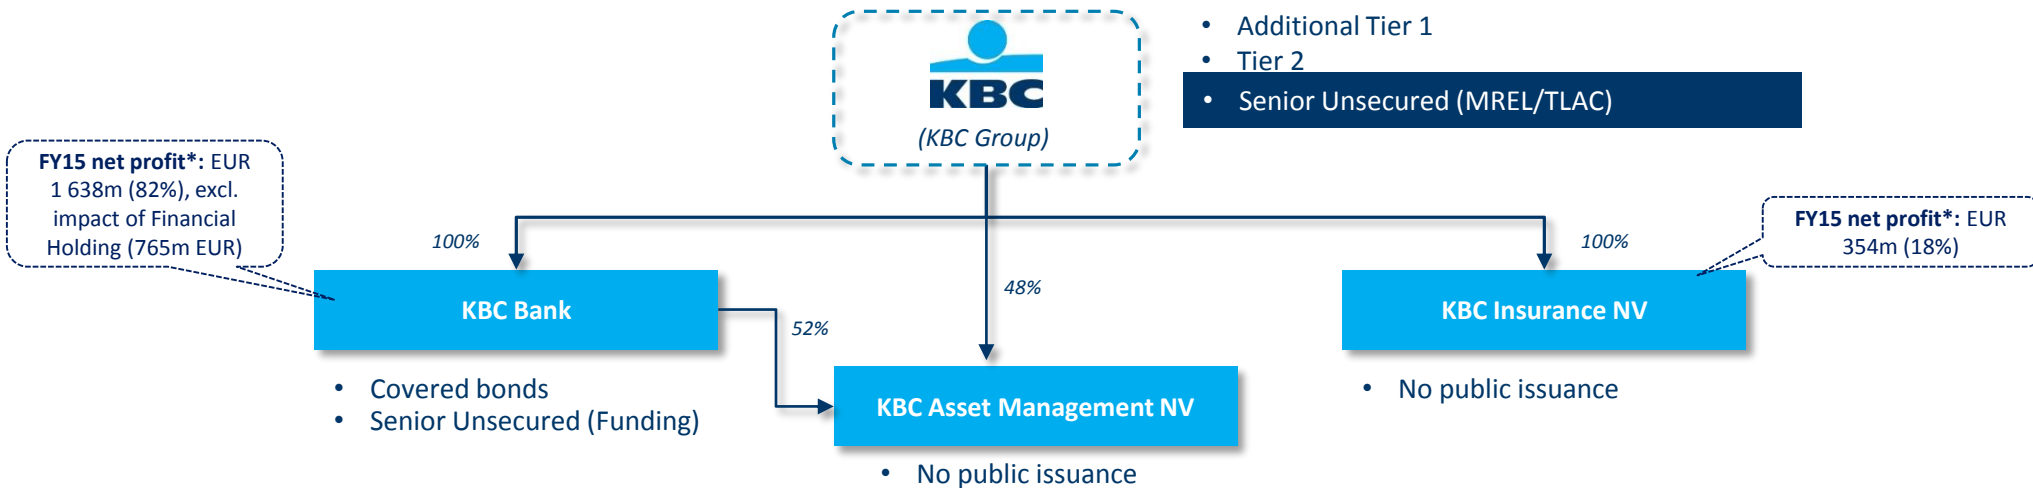 KBC
(KBC Group)
• Additional Tier 1
• Tier 2
• Senior Unsecured (MREL/TLAC)
FY15 net profit*: EUR
1 638m (82%), excl.
impact of Financial
Holding (765m EUR)
FY15 net profit*: EUR
354m (18%)
100%
48%
100%
52%
KBC Bank
KBC Insurance NV
• Covered bonds
• Senior Unsecured (Funding)
KBC Asset Management NV
• No public issuance
• No public issuance